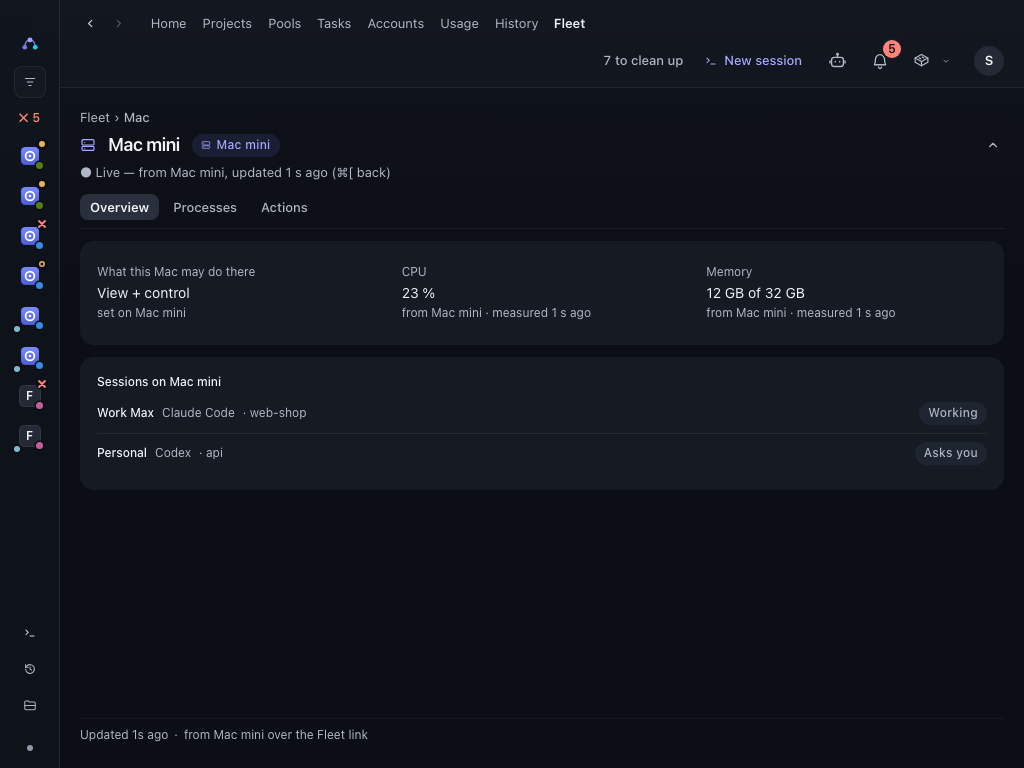 Home Projects Pools Tasks Accounts Usage History Fleet
7 to clean up New session 5 S
5
Fleet › Mac
Mac mini Mac mini
Live — from Mac mini, updated 1 s ago (⌘[ back)
Overview Processes Actions
What this Mac may do there CPU Memory
View + control 23 % 12 GB of 32 GB
set on Mac mini from Mac mini · measured 1 s ago from Mac mini · measured 1 s ago
Sessions on Mac mini
Work Max Claude Code · web-shop Working
Personal Codex · api Asks you
F
F
Updated 1s ago · from Mac mini over the Fleet link